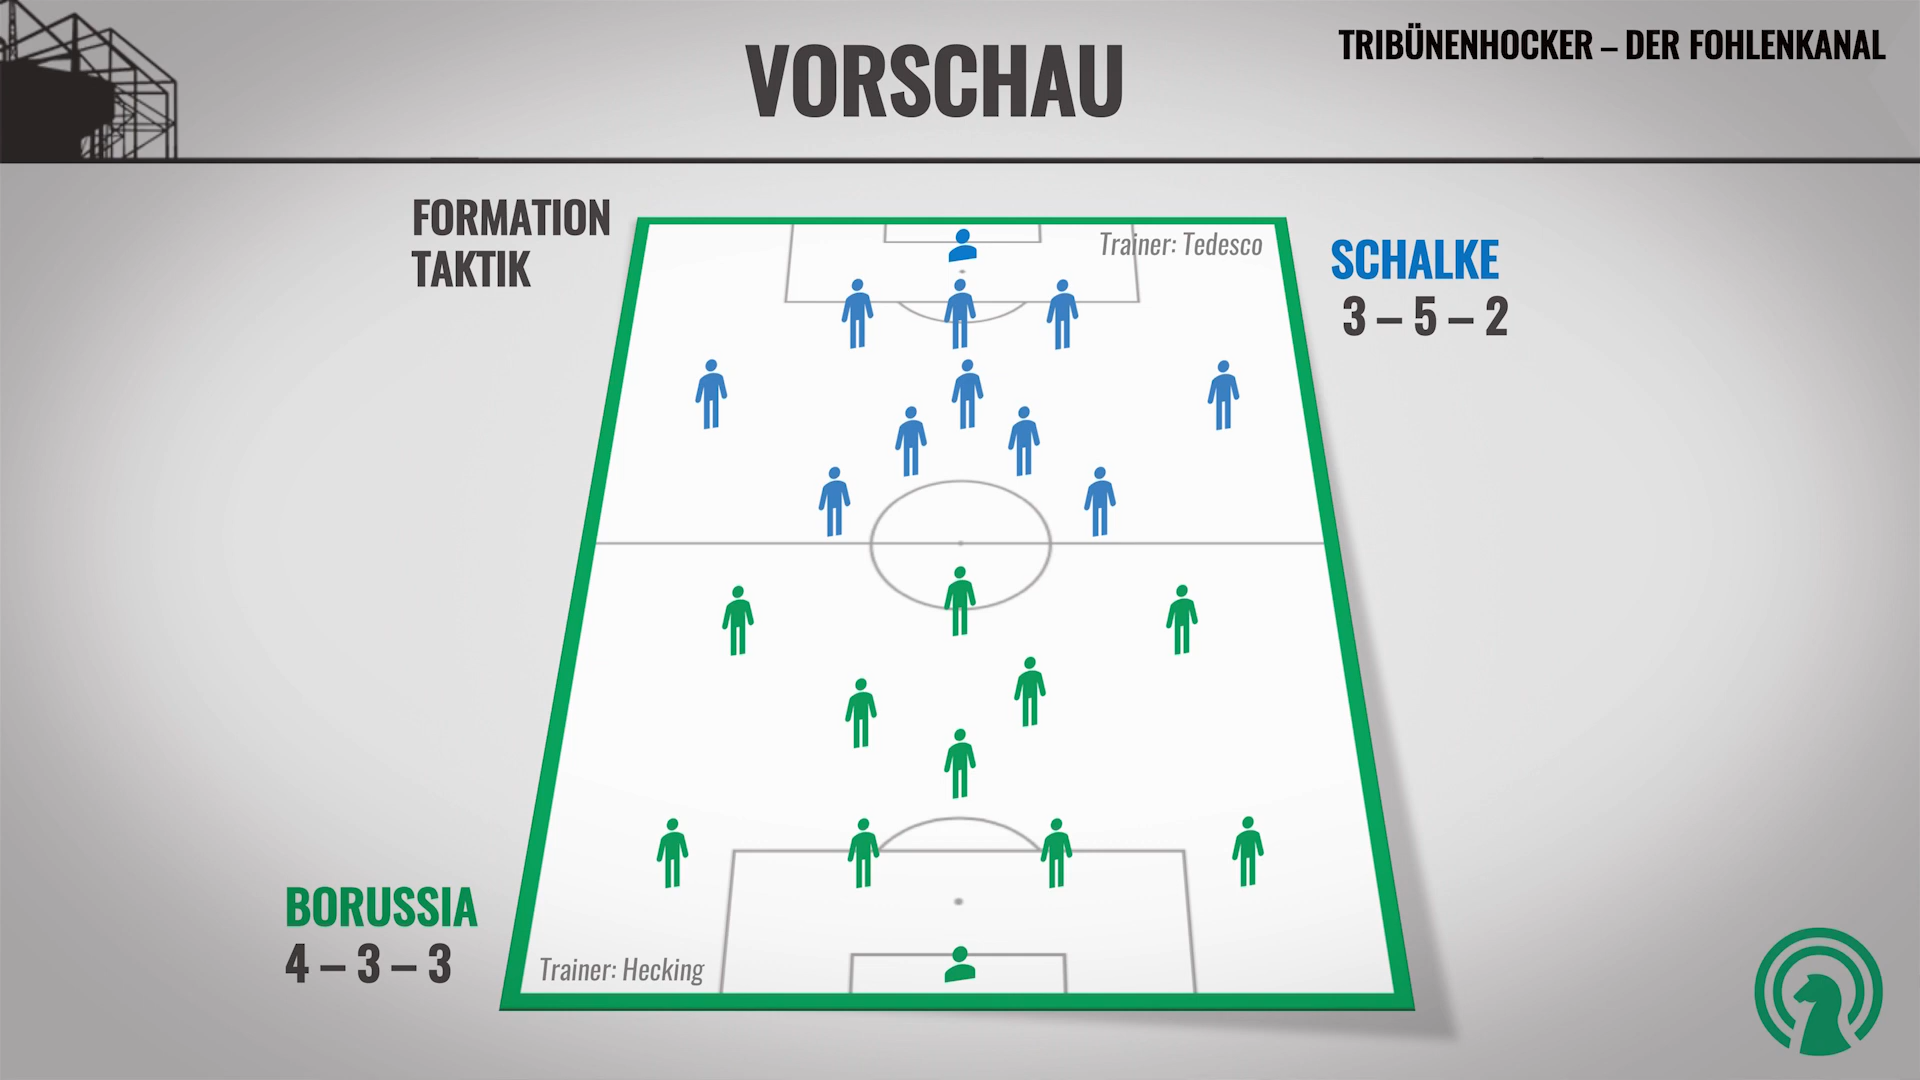 VORSCHAU
TRIBÜNENHOCKER – DER FOHLENKANAL
FORMATION
TAKTIK
Trainer: Tedesco
SCHALKE
3 – 5 – 2
BORUSSIA
4 – 3 – 3
Trainer: Hecking